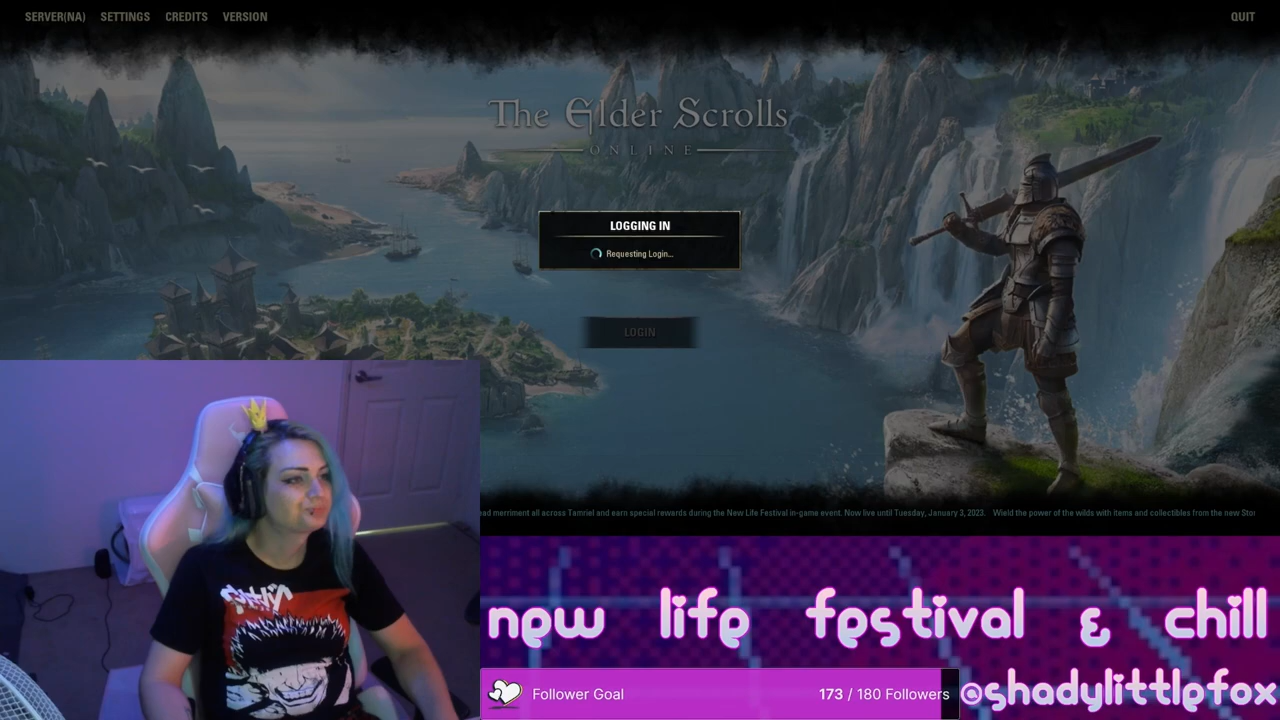 SERVER(NA) SETTINGS CREDITS VERSION QUIT
The Elder Scrolls
ONLINE
LOGGING IN
Requesting Login...
LOGIN
ead merriment all across Tamriel and earn special rewards during the New Life Festival in-game event. Now live until Tuesday, January 3, 2023. Wield the power of the wilds with items and collectibles from the new Sto
new life festival & chill
Follower Goal 173 / 180 Followers
@shadylittlefox